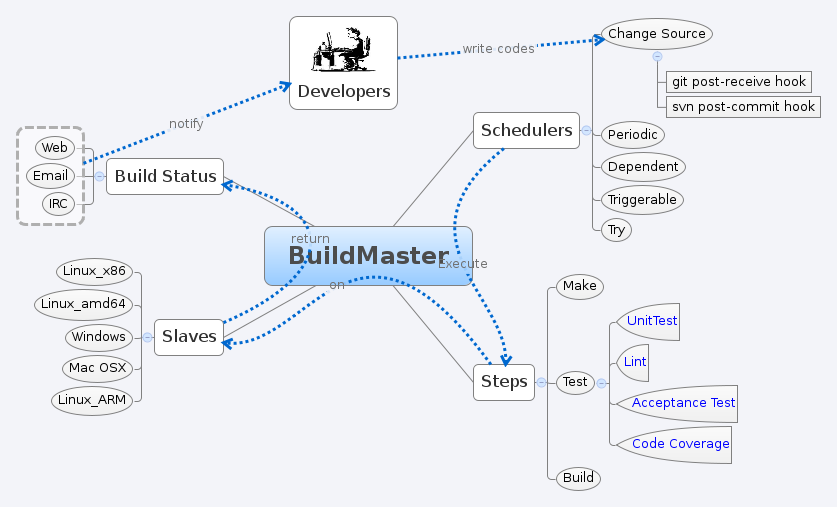 Developers
write codes
Change Source
git post-receive hook
svn post-commit hook
notify
Schedulers
Periodic
Dependent
Triggerable
Try
Web
Email
IRC
Build Status
return
BuildMaster
Execute
on
Linux_x86
Linux_amd64
Windows
Mac OSX
Linux_ARM
Slaves
Steps
Make
Test
UnitTest
Lint
Acceptance Test
Code Coverage
Build